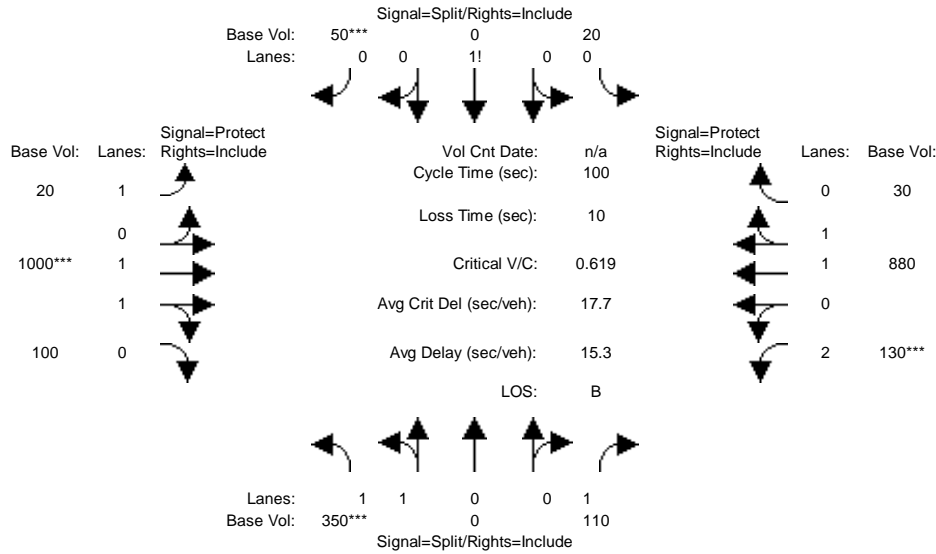 Signal=Split/Rights=Include
Base Vol: 50*** 0 20
Lanes: 0 0 1! 0 0
Signal=Protect
Base Vol: Lanes: Rights=Include
Vol Cnt Date: n/a
Signal=Protect
Rights=Include Lanes: Base Vol:
Cycle Time (sec): 100
20 1
0 30
Loss Time (sec): 10
0
1
1000*** 1
Critical V/C: 0.619
1 880
1
Avg Crit Del (sec/veh): 17.7
0
100 0
Avg Delay (sec/veh): 15.3
2 130***
LOS: B
Lanes: 1 1 0 0 1
Base Vol: 350*** 0 110
Signal=Split/Rights=Include